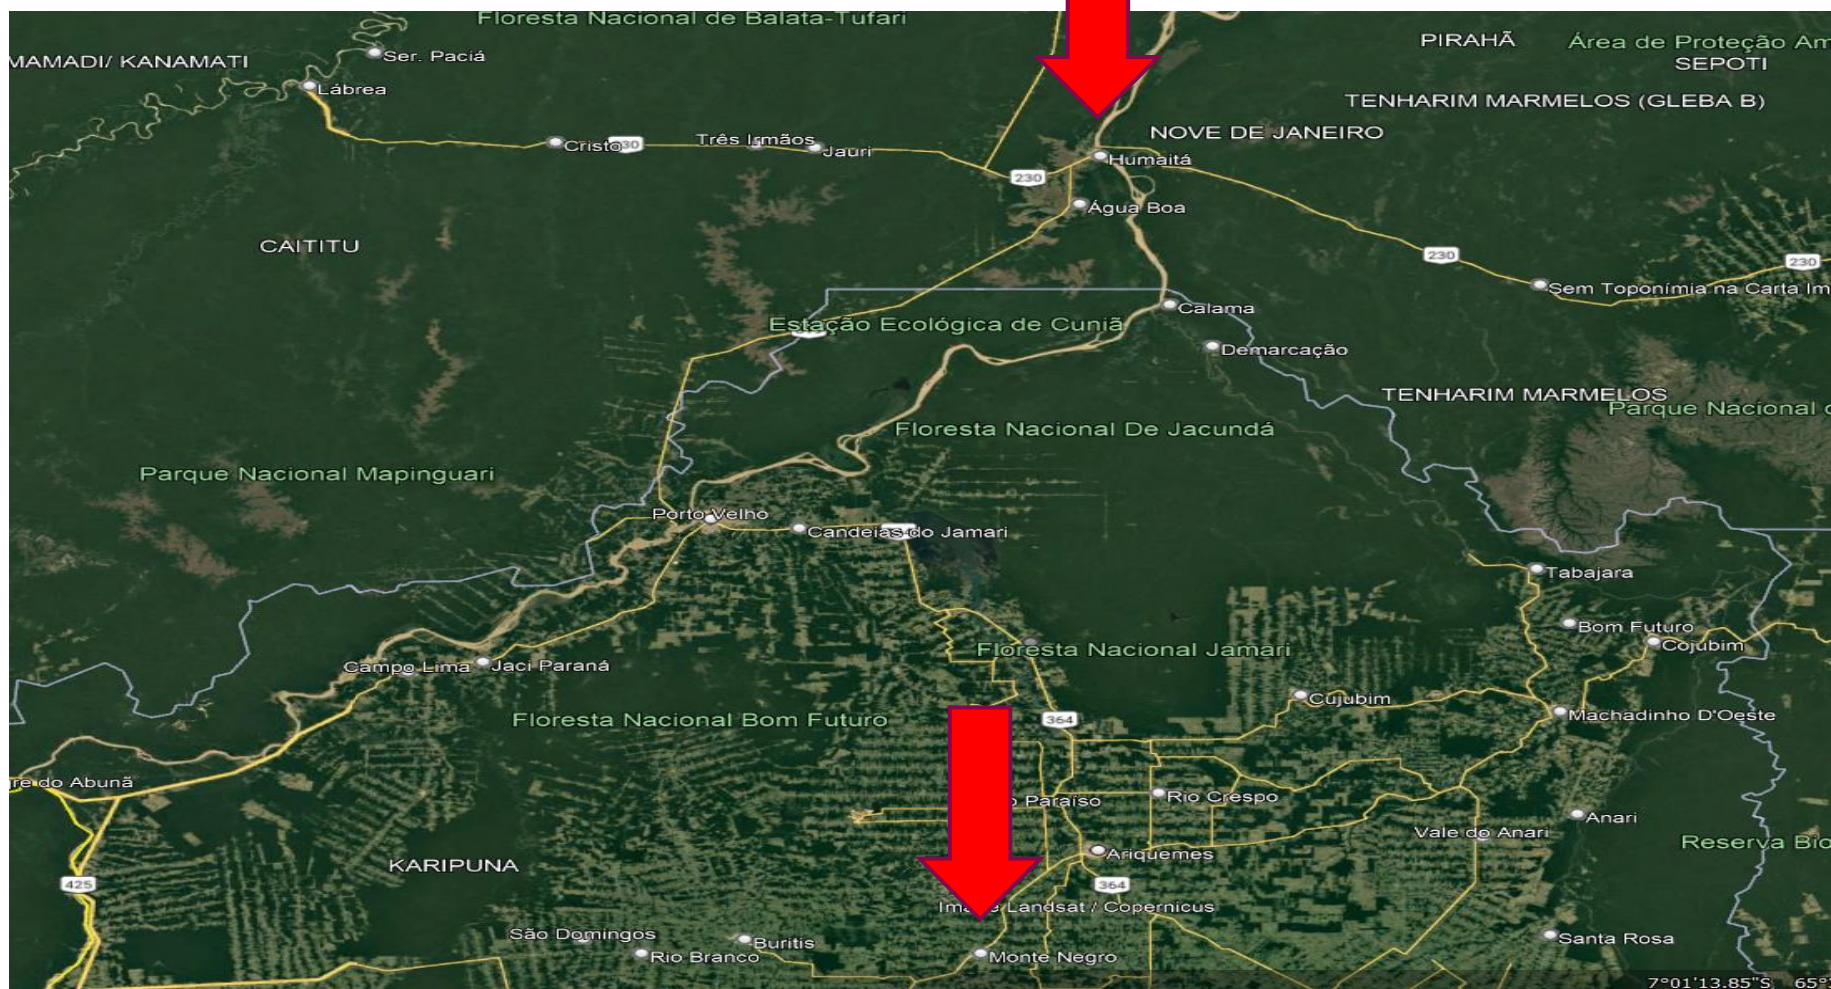 Floresta Nacional de Balata-Tufari
PIRAHÃ
Área de Proteção Am
SEPOTI
MAMADI/ KANAMATI
Ser. Paciá
Lábrea
TENHARIM MARMELOS (GLEBA B)
NOVE DE JANEIRO
Cristo
Três Irmãos
Jauri
Humaitá
230
Água Boa
CAITITU
230
230
Sem Toponímia na Carta Im
Calama
Estação Ecológica de Cuniã
Demarcação
TENHARIM MARMELOS
Parque Nacional
Floresta Nacional De Jacundá
Parque Nacional Mapinguari
Porto Velho
Candeias do Jamari
Tabajara
Bom Futuro
Cojubim
Floresta Nacional Jamari
Campo Lima
Jaci Paraná
Cujubim
Floresta Nacional Bom Futuro
364
Machadinho D'Oeste
re do Abunã
Rio Crespo
Paraíso
Anari
Vale do Anari
Reserva Bio
Ariquemes
KARIPUNA
425
364
Landsat / Copernicus
São Domingos
Buritis
Santa Rosa
Rio Branco
Monte Negro
7°01'13.85"S 65°